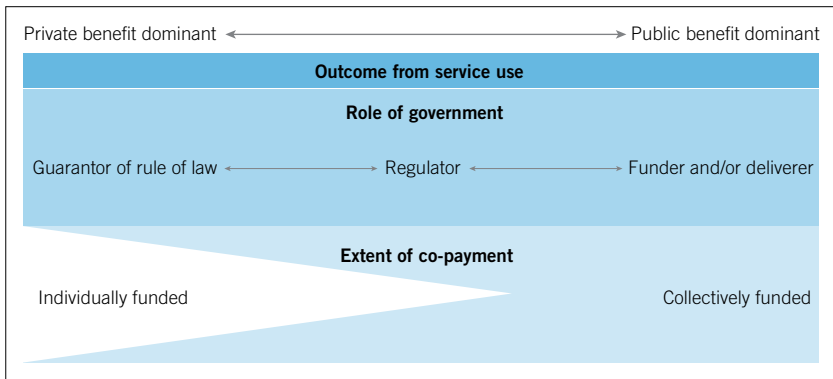 Private benefit dominant Public benefit dominant
Outcome from service use
Role of government
Guarantor of rule of law Regulator Funder and/or deliverer
Extent of co-payment
Individually funded Collectively funded